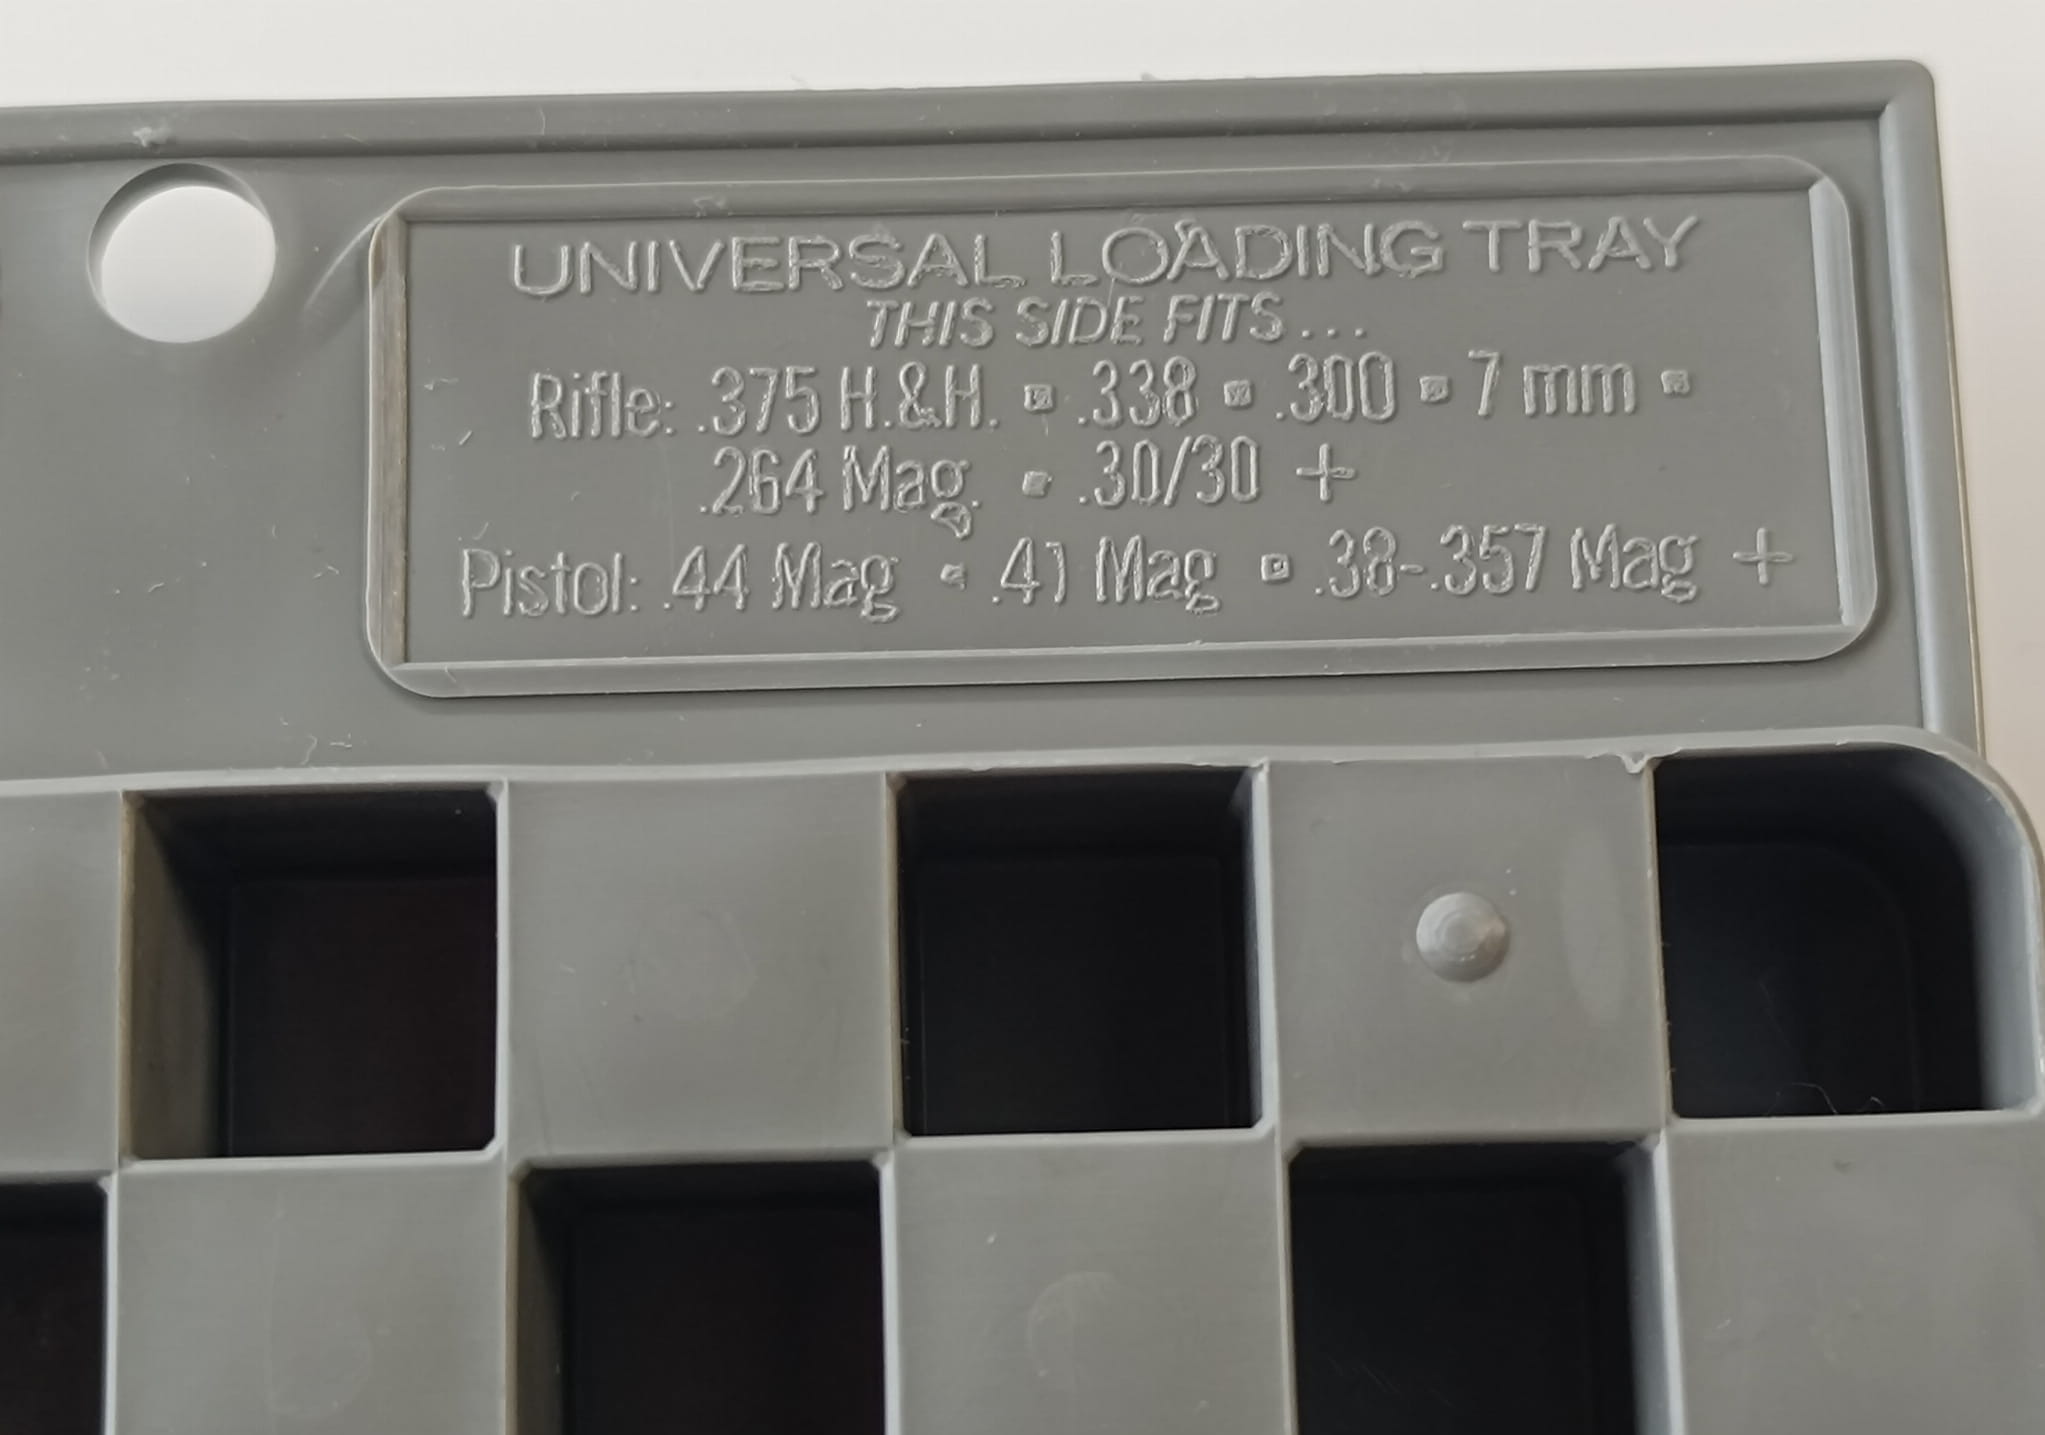 UNIVERSAL LOADING TRAY
THIS SIDE FITS...
Rifle: .375 H.&H. ▪ .338 ▪ .300 ▪ 7 mm ▪
.264 Mag. ▪ .30/30 +
Pistol: .44 Mag ▪ .41 Mag ▪ .38-.357 Mag +